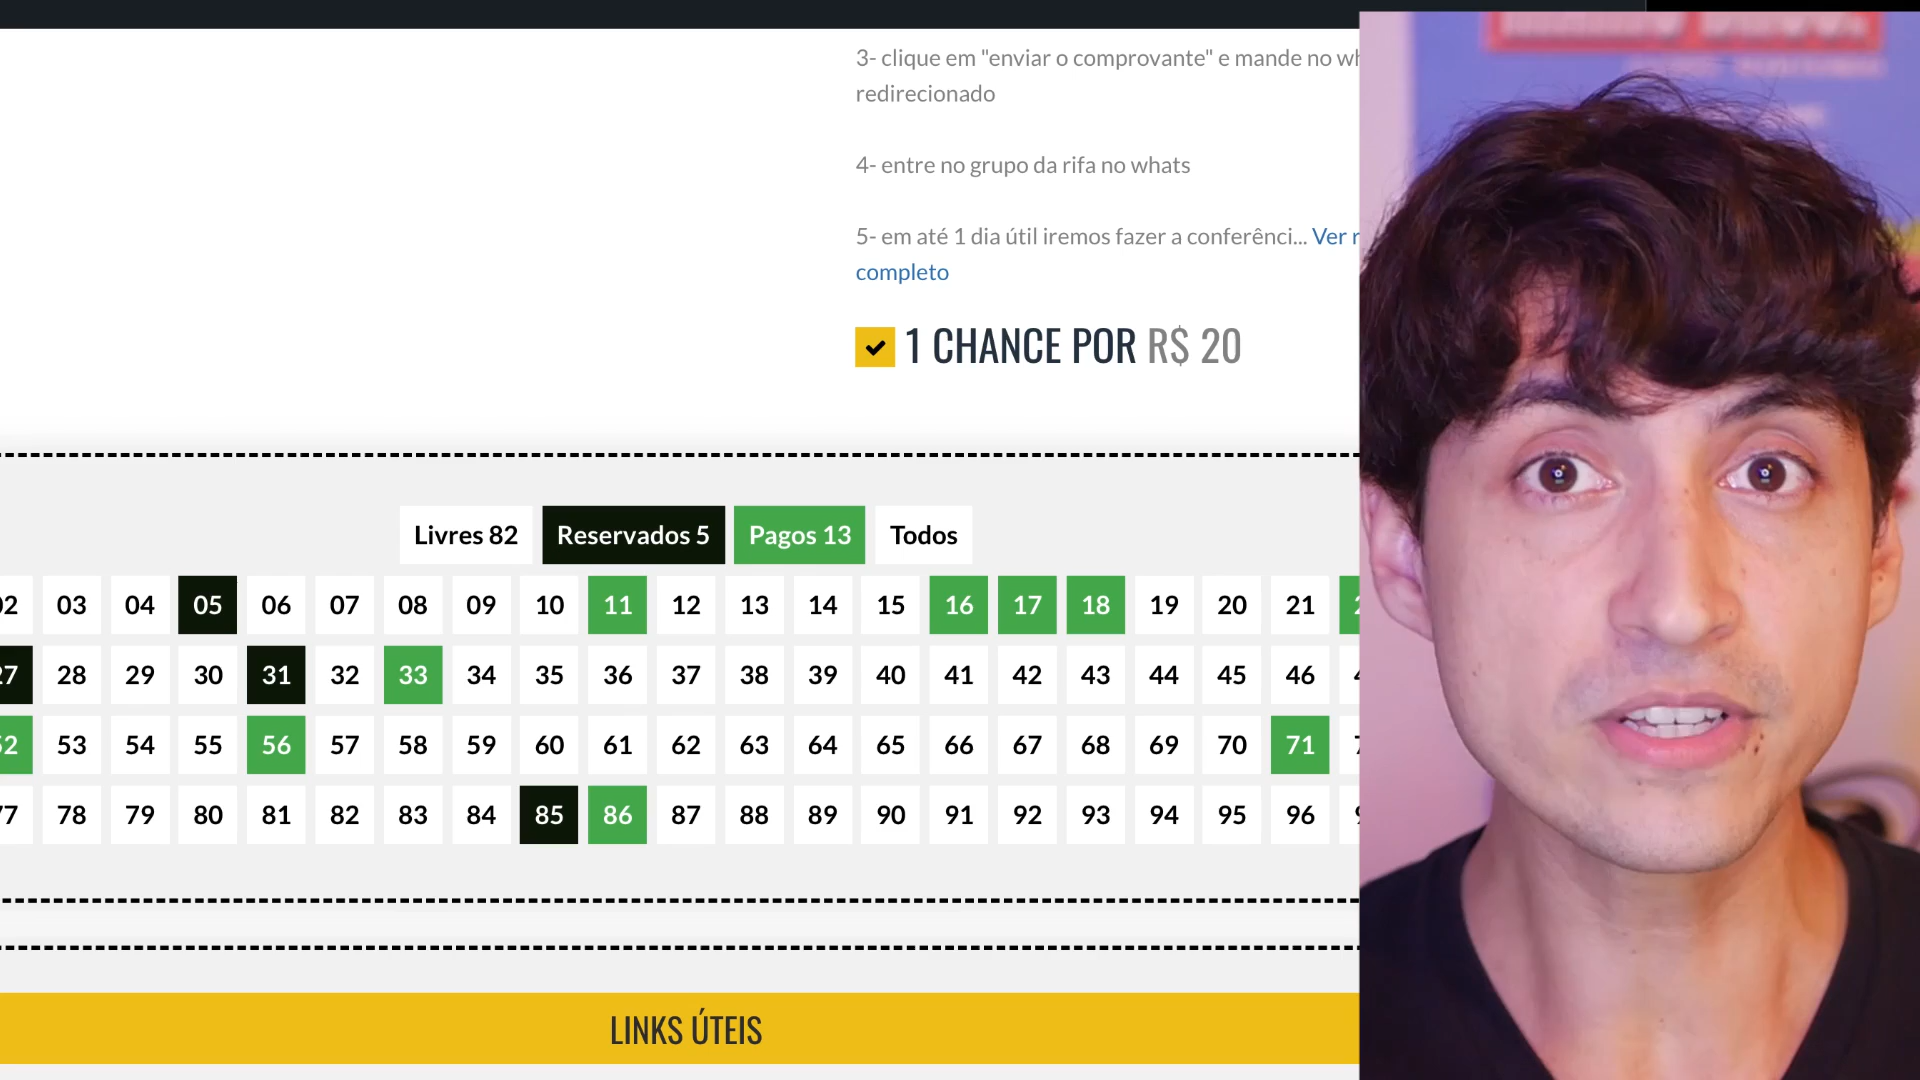 3- clique em "enviar o comprovante" e mande no
redirecionado
4- entre no grupo da rifa no whats
5- em até 1 dia útil iremos fazer a conferênci... Ver
completo
1 CHANCE POR R$ 20
Livres 82 Reservados 5 Pagos 13 Todos
03 04 05 06 07 08 09 10 11 12 13 14 15 16 17 18 19 20 21
28 29 30 31 32 33 34 35 36 37 38 39 40 41 42 43 44 45 46
53 54 55 56 57 58 59 60 61 62 63 64 65 66 67 68 69 70 71
78 79 80 81 82 83 84 85 86 87 88 89 90 91 92 93 94 95 96
LINKS ÚTEIS